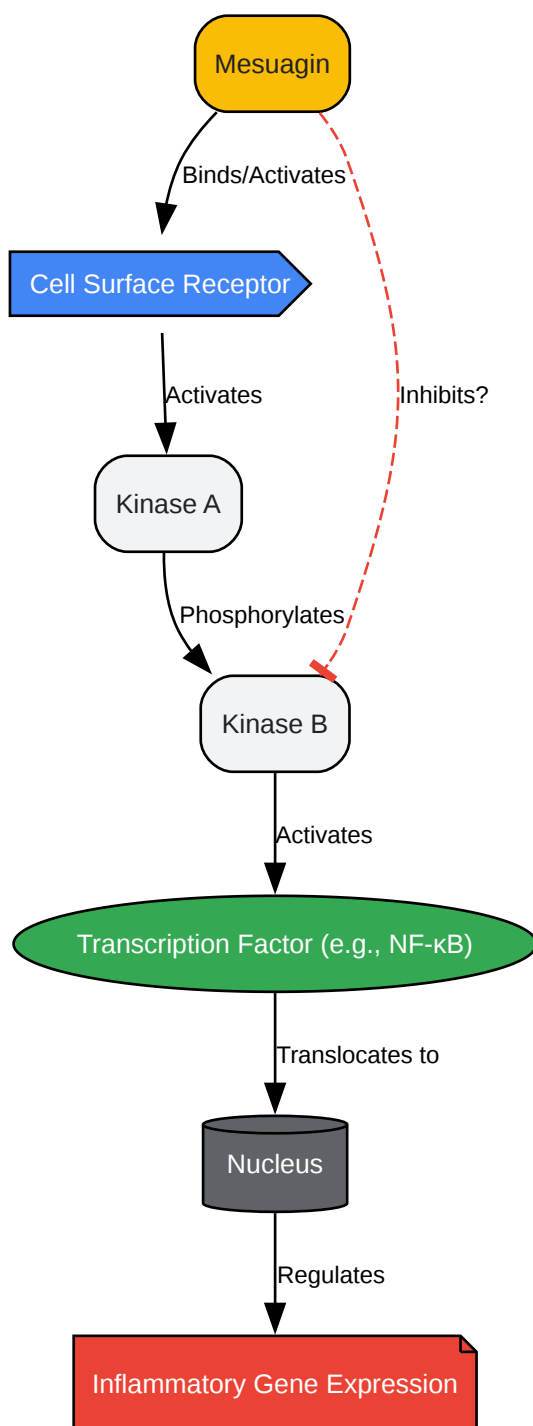 Mesuagin
Binds/Activates
Cell Surface Receptor
Activates
Inhibits?
Kinase A
Phosphorylates
Kinase B
Activates
Transcription Factor (e.g., NF-κB)
Translocates to
Nucleus
Regulates
Inflammatory Gene Expression